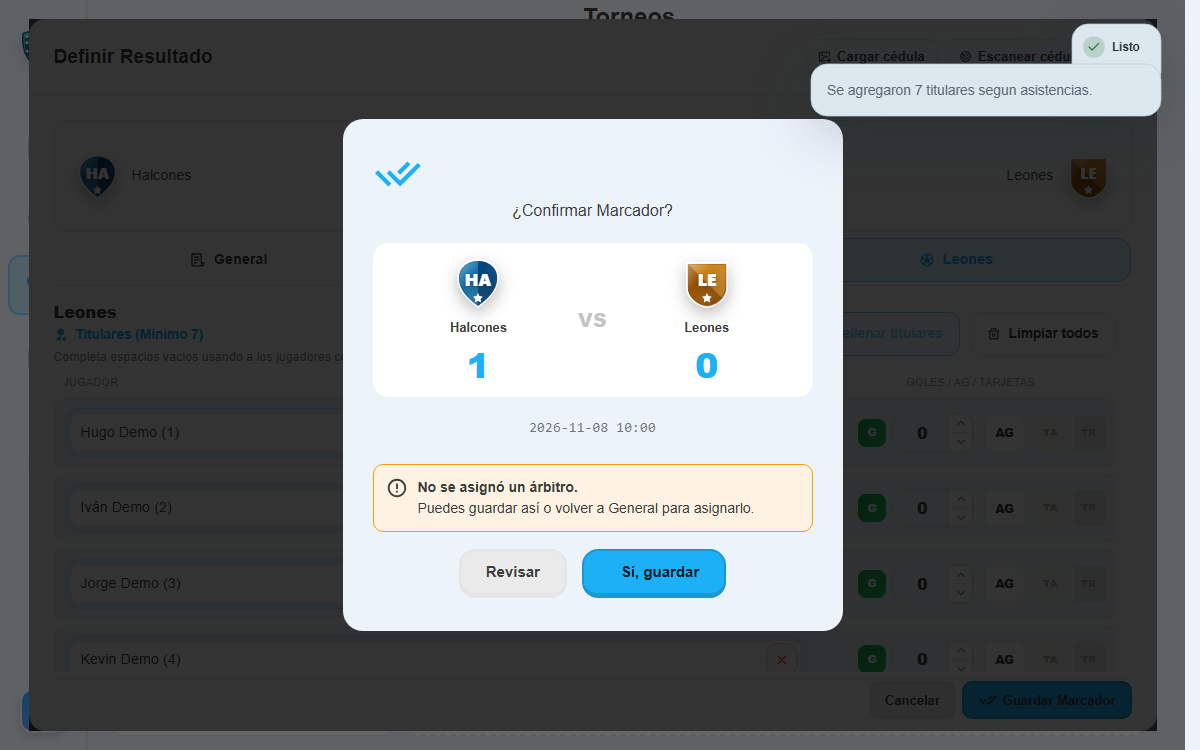 Torneos
Definir Resultado
Cargar cédula
Escanear cédu
Listo
Se agregaron 7 titulares segun asistencias.
HA
Halcones
Leones
LE
General
Leones
Leones
Titulares (Mínimo 7)
Completa espacios vacios usando a los jugadores c
ellenar titulares
Limpiar todos
JUGADOR
GOLES / AG / TARJETAS
Hugo Demo (1)
G
0
AG
TA
TR
Iván Demo (2)
G
0
AG
TA
TR
Jorge Demo (3)
G
0
AG
TA
TR
Kevin Demo (4)
G
0
AG
TA
TR
Cancelar
Guardar Marcador
¿Confirmar Marcador?
HA
LE
Halcones
VS
Leones
1
0
2026-11-08 10:00
No se asignó un árbitro.
Puedes guardar así o volver a General para asignarlo.
Revisar
Sí, guardar